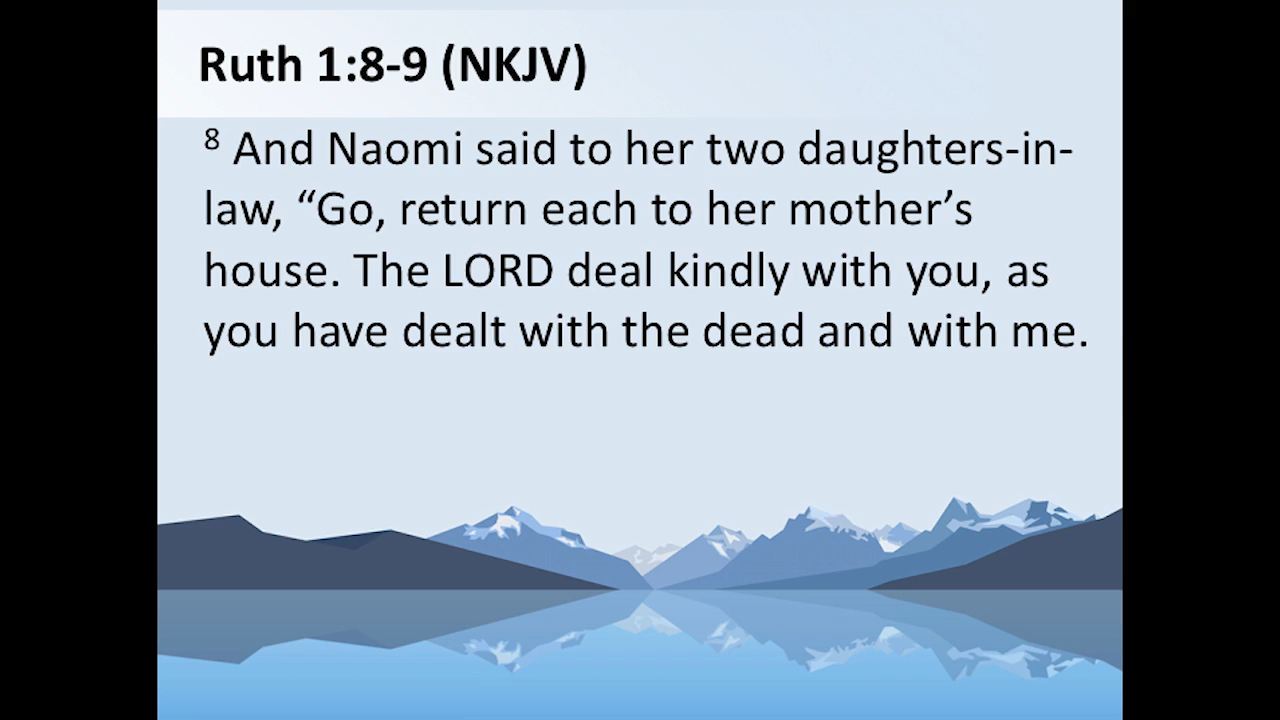 Ruth 1:8-9 (NKJV)
8 And Naomi said to her two daughters-in-
law, “Go, return each to her mother’s
house. The LORD deal kindly with you, as
you have dealt with the dead and with me.